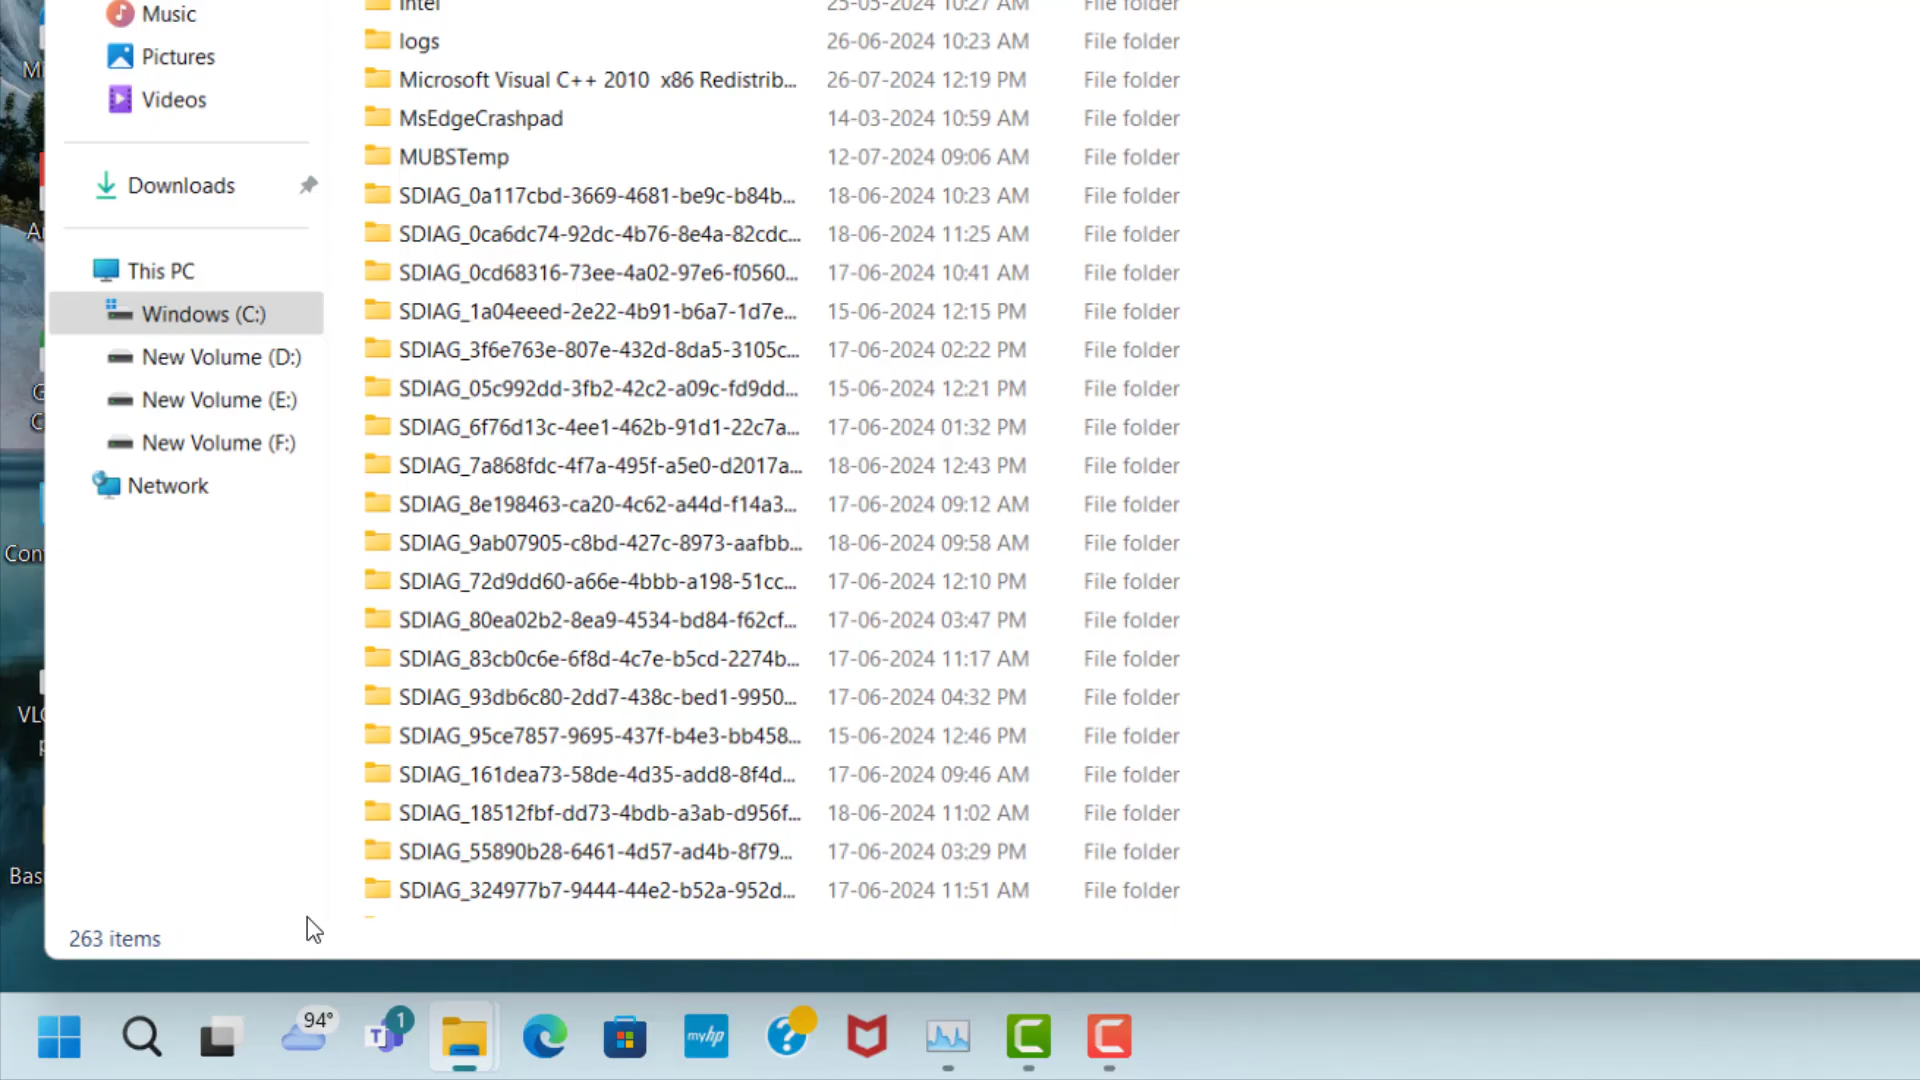 Music
Pictures
Videos
Downloads
This PC
Windows (C:)
New Volume (D:)
New Volume (E:)
New Volume (F:)
Network
Intel 25-05-2024 10:27 AM File folder
logs 26-06-2024 10:23 AM File folder
Microsoft Visual C++ 2010 x86 Redistrib... 26-07-2024 12:19 PM File folder
MsEdgeCrashpad 14-03-2024 10:59 AM File folder
MUBSTemp 12-07-2024 09:06 AM File folder
SDIAG_0a117cbd-3669-4681-be9c-b84b... 18-06-2024 10:23 AM File folder
SDIAG_0ca6dc74-92dc-4b76-8e4a-82cdc... 18-06-2024 11:25 AM File folder
SDIAG_0cd68316-73ee-4a02-97e6-f0560... 17-06-2024 10:41 AM File folder
SDIAG_1a04eeed-2e22-4b91-b6a7-1d7e... 15-06-2024 12:15 PM File folder
SDIAG_3f6e763e-807e-432d-8da5-3105c... 17-06-2024 02:22 PM File folder
SDIAG_05c992dd-3fb2-42c2-a09c-fd9dd... 15-06-2024 12:21 PM File folder
SDIAG_6f76d13c-4ee1-462b-91d1-22c7a... 17-06-2024 01:32 PM File folder
SDIAG_7a868fdc-4f7a-495f-a5e0-d2017a... 18-06-2024 12:43 PM File folder
SDIAG_8e198463-ca20-4c62-a44d-f14a3... 17-06-2024 09:12 AM File folder
SDIAG_9ab07905-c8bd-427c-8973-aafbb... 18-06-2024 09:58 AM File folder
SDIAG_72d9dd60-a66e-4bbb-a198-51cc... 17-06-2024 12:10 PM File folder
SDIAG_80ea02b2-8ea9-4534-bd84-f62cf... 17-06-2024 03:47 PM File folder
SDIAG_83cb0c6e-6f8d-4c7e-b5cd-2274b... 17-06-2024 11:17 AM File folder
SDIAG_93db6c80-2dd7-438c-bed1-9950... 17-06-2024 04:32 PM File folder
SDIAG_95ce7857-9695-437f-b4e3-bb458... 15-06-2024 12:46 PM File folder
SDIAG_161dea73-58de-4d35-add8-8f4d... 17-06-2024 09:46 AM File folder
SDIAG_18512fbf-dd73-4bdb-a3ab-d956f... 18-06-2024 11:02 AM File folder
SDIAG_55890b28-6461-4d57-ad4b-8f79... 17-06-2024 03:29 PM File folder
SDIAG_324977b7-9444-44e2-b52a-952d... 17-06-2024 11:51 AM File folder
263 items
94°
1
T
myhp